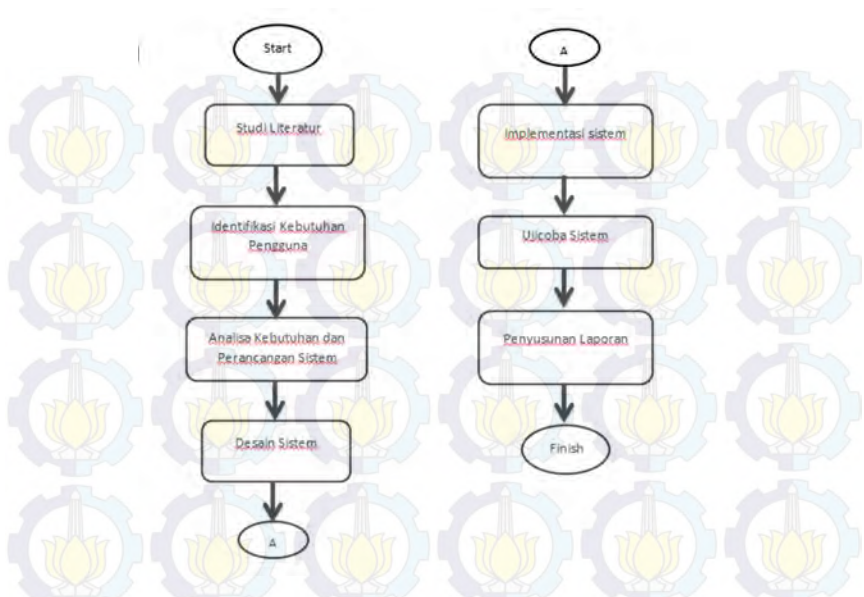 Start
Studi Literatur
Identifikasi Kebutuhan
Pengguna
Analisa Kebutuhan dan
Perancangan Sistem
Desain Sistem
A
A
Implementasi sistem
Ujicoba Sistem
Penyusunan Laporan
Finish